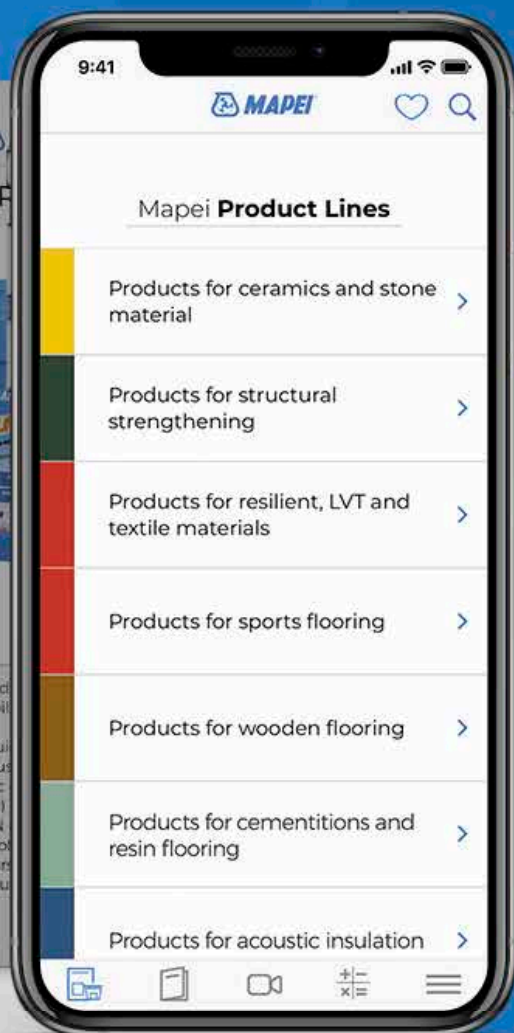 9:41
MAPEI
Mapei Product Lines
Products for ceramics and stone
material
Products for structural
strengthening
Products for resilient, LVT and
textile materials
Products for sports flooring
Products for wooden flooring
Products for cementitions and
resin flooring
Products for acoustic insulation